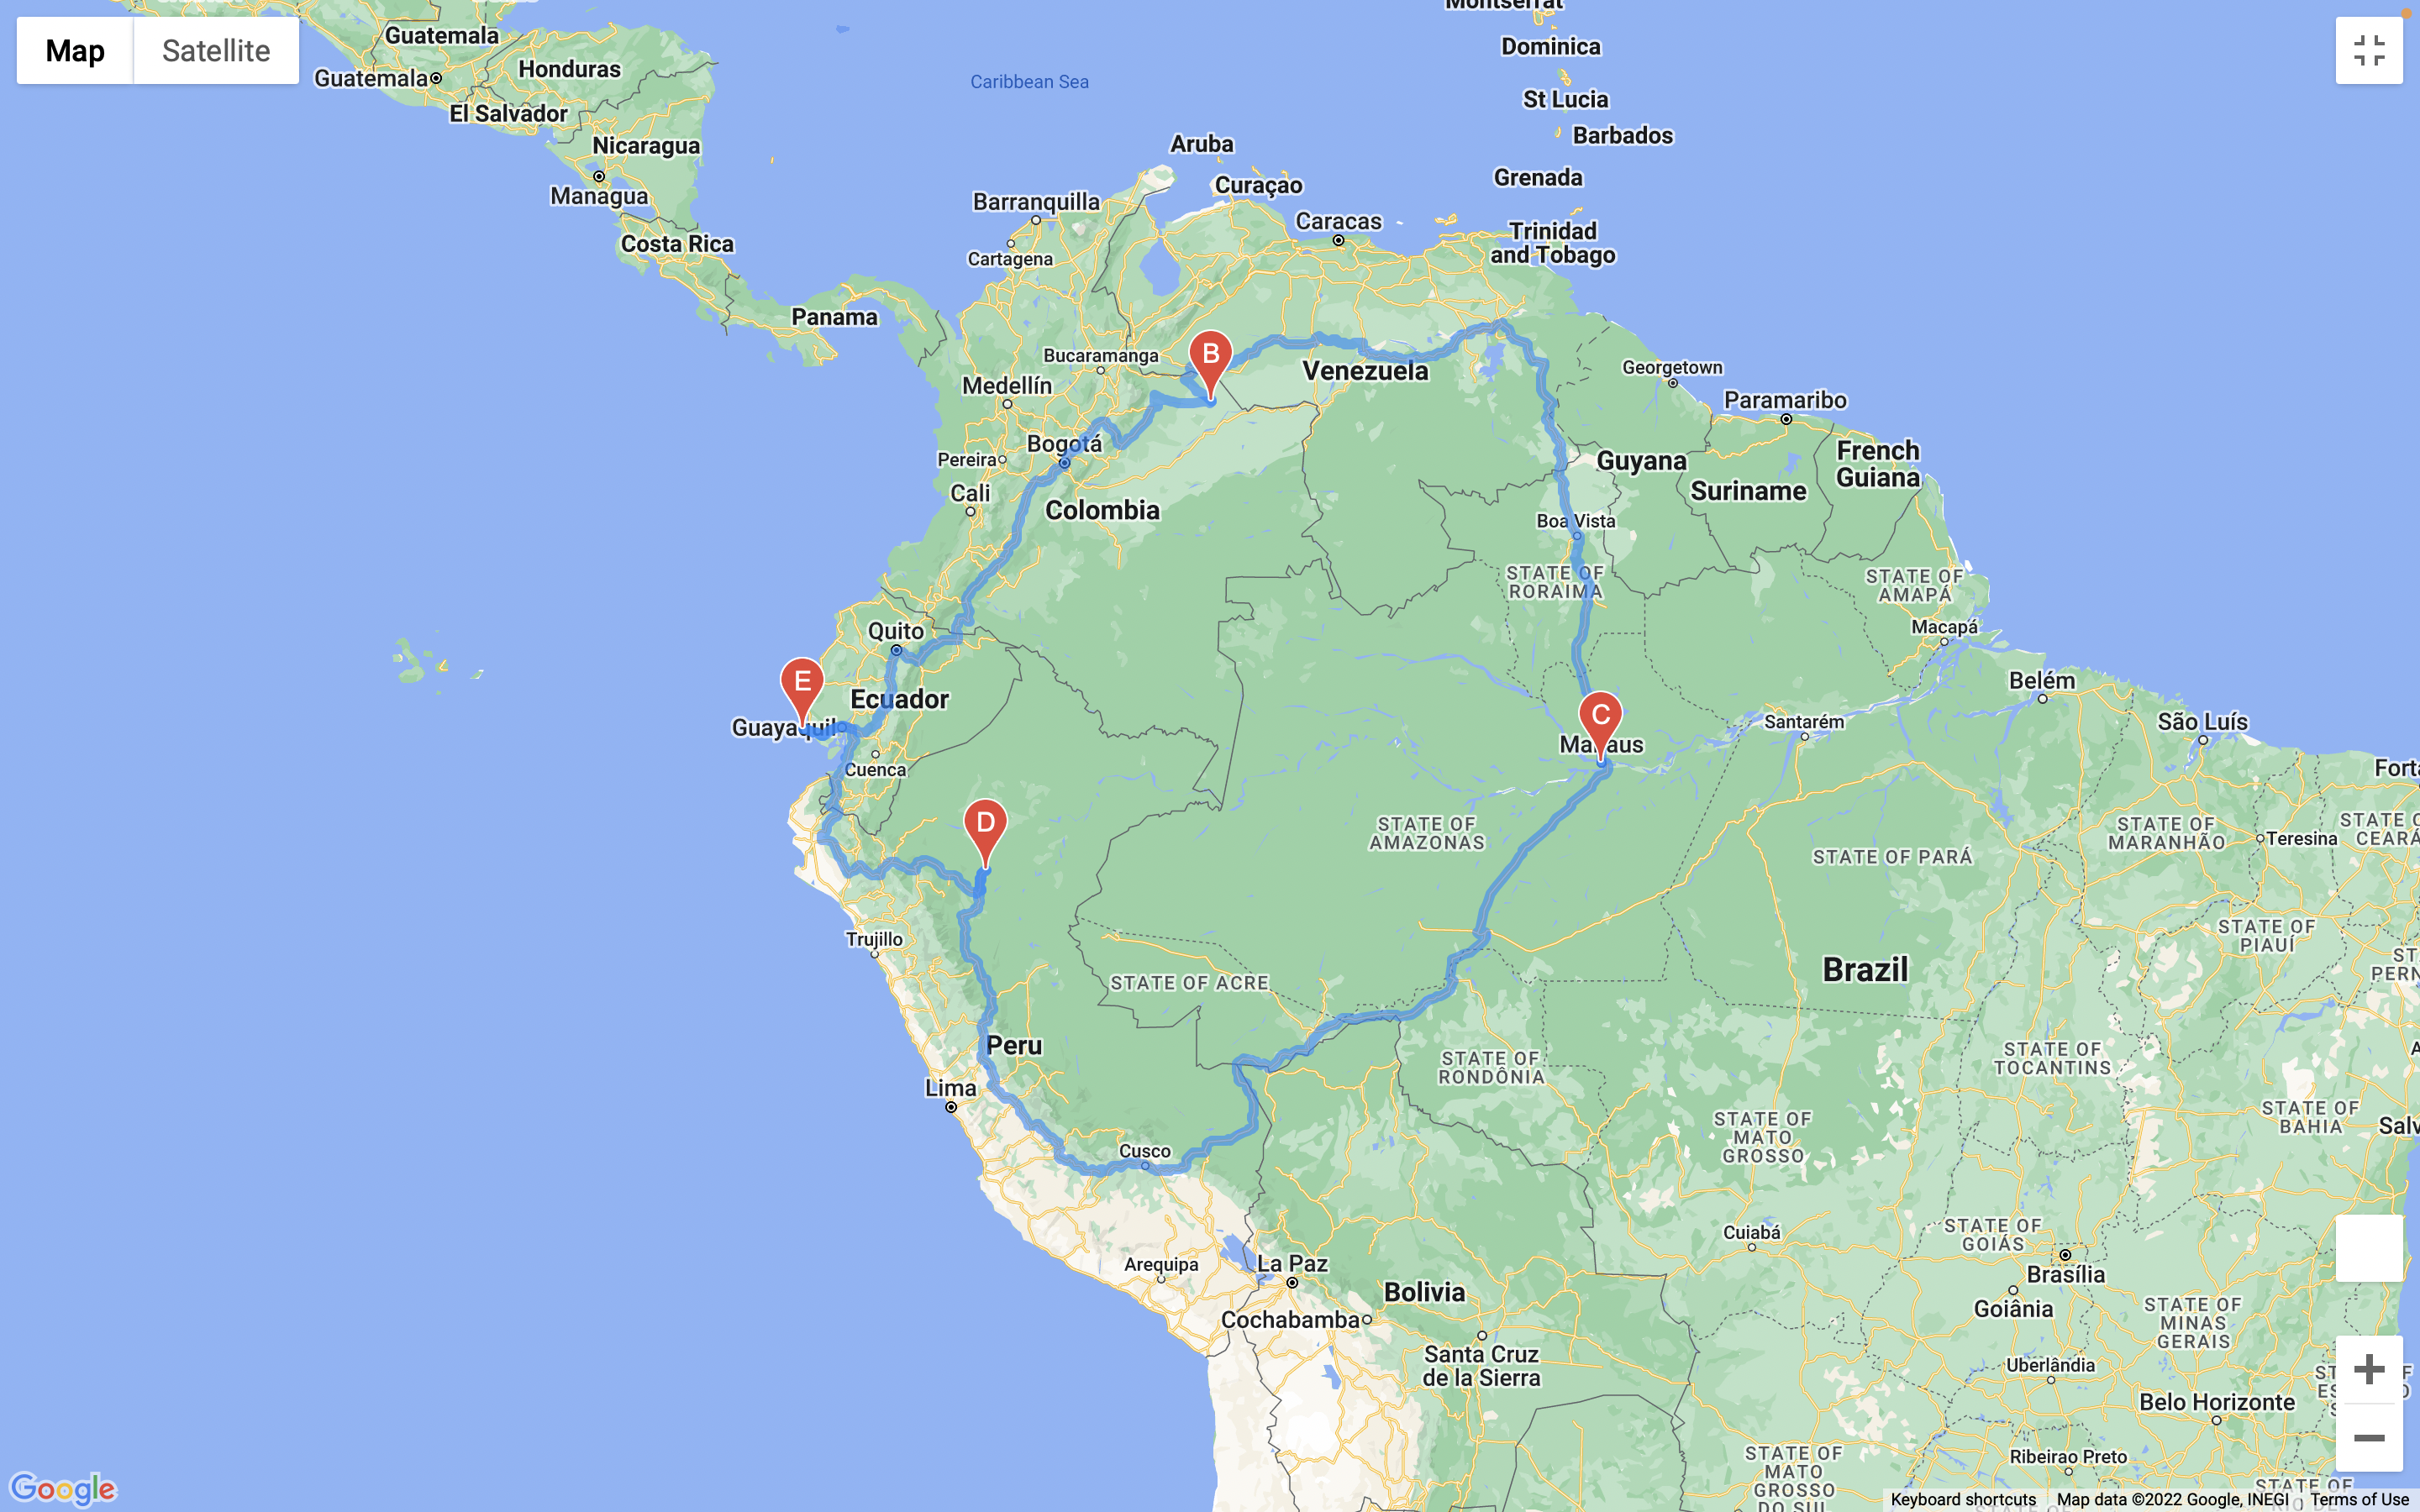 Map
Satellite
Montserrat
Dominica
St Lucia
Barbados
Grenada
Trinidad
and Tobago
Guatemala
Guatemala
Honduras
El Salvador
Nicaragua
Managua
Costa Rica
Panama
Caribbean Sea
Aruba
Curaçao
Barranquilla
Caracas
Cartagena
B
Bucaramanga
Medellín
Venezuela
Georgetown
Paramaribo
Bogotá
Pereira
Cali
Colombia
Guyana
Suriname
French
Guiana
Boa Vista
STATE OF
RORAIMA
STATE OF
AMAPÁ
Macapá
Quito
E
Ecuador
Guayaquil
Cuenca
C
Manaus
Santarém
Belém
São Luís
D
STATE OF
AMAZONAS
STATE OF PARÁ
STATE OF
MARANHÃO
Teresina
STATE OF
PIAUÍ
Trujillo
STATE OF ACRE
Brazil
Peru
Lima
STATE OF
RONDÔNIA
STATE OF
TOCANTINS
STATE OF
MATO
GROSSO
STATE OF
BAHIA
Cusco
Arequipa
La Paz
Bolivia
Cochabamba
Santa Cruz
de la Sierra
Cuiabá
STATE OF
GOIÁS
Brasília
Goiânia
STATE OF
MINAS
GERAIS
Uberlândia
Belo Horizonte
STATE OF
MATO
GROSSO
DO SUL
Ribeirao Preto
Google
Keyboard shortcuts
Map data ©2022 Google, INEGI
Terms of Use